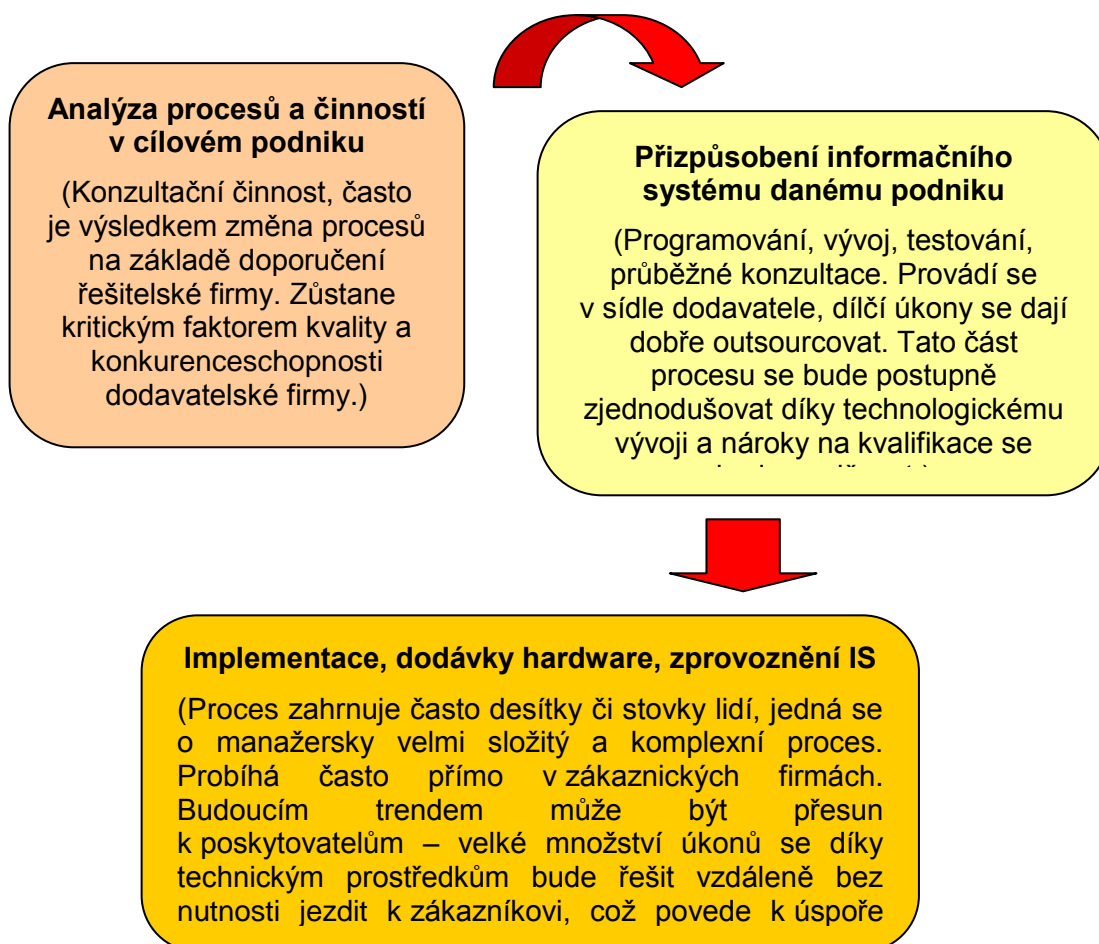 Analýza procesů a činností
v cílovém podniku
(Konzultační činnost, často
je výsledkem změna procesů
na základě doporučení
řešitelské firmy. Zůstane
kritickým faktorem kvality a
konkurenceschopnosti
dodavatelské firmy.)
Přizpůsobení informačního
systému danému podniku
(Programování, vývoj, testování,
průběžné konzultace. Provádí se
v sídle dodavatele, dílčí úkony se dají
dobře outsourcovat. Tato část
procesu se bude postupně
zjednodušovat díky technologickému
vývoji a nároky na kvalifikace se
Implementace, dodávky hardware, zprovoznění IS
(Proces zahrnuje často desítky či stovky lidí, jedná se
o manažersky velmi složitý a komplexní proces.
Probíhá často přímo v zákaznických firmách.
Budoucím trendem může být přesun
k poskytovatelům – velké množství úkonů se díky
technickým prostředkům bude řešit vzdáleně bez
nutnosti jezdit k zákazníkovi, což povede k úspoře